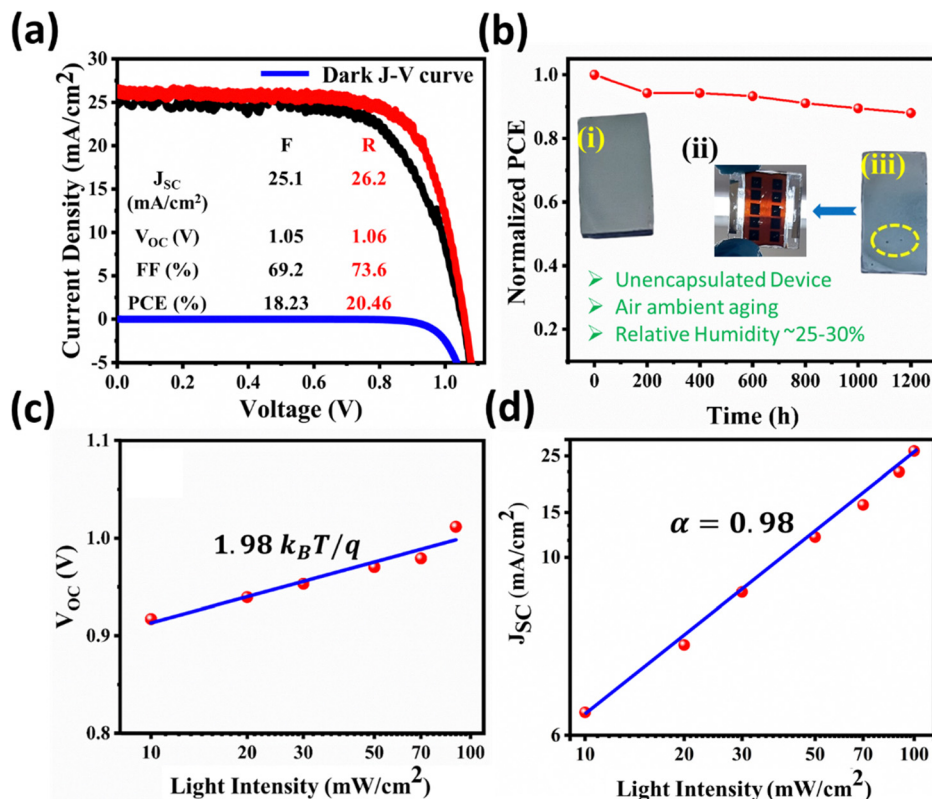 (a)
Dark J-V curve
F R
J_SC (mA/cm²) 25.1 26.2
V_OC (V) 1.05 1.06
FF (%) 69.2 73.6
PCE (%) 18.23 20.46
30
25
20
15
10
5
0
-5
0.0 0.2 0.4 0.6 0.8 1.0
Current Density (mA/cm²)
Voltage (V)
(b)
1.0
0.8
0.6
0.4
0.2
Normalized PCE
(i)
(ii)
(iii)
➢ Unencapsulated Device
➢ Air ambient aging
➢ Relative Humidity ~25-30%
0 200 400 600 800 1000 1200
Time (h)
(c)
1.1
1.0
0.9
0.8
V_OC (V)
1.98 k_BT/q
10 20 30 50 70 100
Light Intensity (mW/cm²)
(d)
25
15
10
6
J_SC (mA/cm²)
α = 0.98
10 20 30 50 70 100
Light Intensity (mW/cm²)